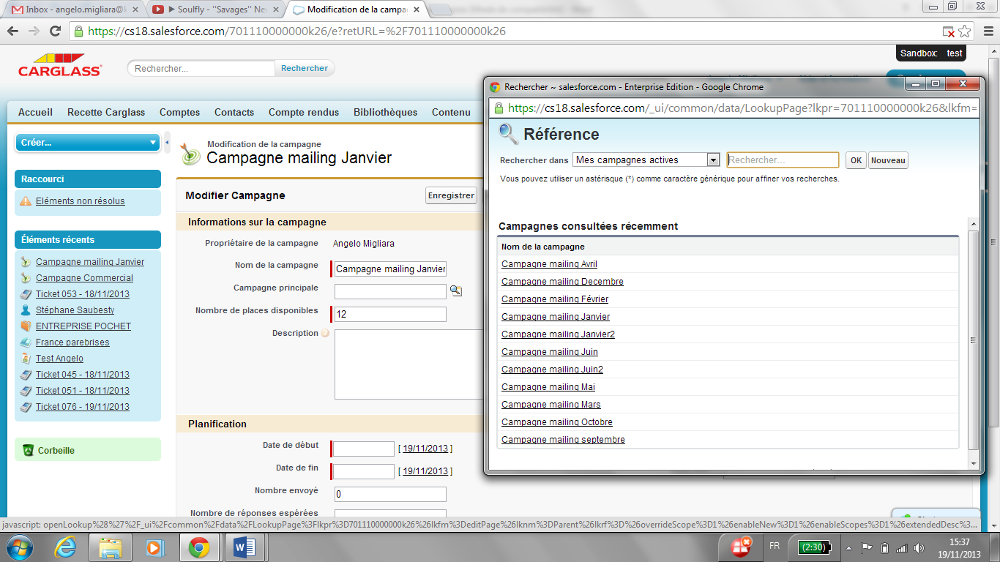 Inbox - angelo.migliara@
Soulfly - "Savages" Ne
Modification de la campa
https://cs18.salesforce.com/701110000000k26/e?retURL=%2F701110000000k26
Sandbox: test
CARGLASS
Rechercher...
Rechercher
Accueil
Recette Carglass
Comptes
Contacts
Compte rendus
Bibliothèques
Contenu
Créer...
Raccourci
Eléments non résolus
Éléments récents
Campagne mailing Janvier
Campagne Commercial
Ticket 053 - 18/11/2013
Stéphane Saubesty
ENTREPRISE POCHET
France parebrises
Test Angelo
Ticket 045 - 18/11/2013
Ticket 051 - 18/11/2013
Ticket 076 - 19/11/2013
Corbeille
Modification de la campagne
Campagne mailing Janvier
Modifier Campagne
Enregistrer
Informations sur la campagne
Propriétaire de la campagne Angelo Migliara
Nom de la campagne Campagne mailing Janvier
Campagne principale
Nombre de places disponibles 12
Description
Planification
Date de début [ 19/11/2013 ]
Date de fin [ 19/11/2013 ]
Nombre envoyé 0
Nombre de réponses espérées
Rechercher ~ salesforce.com - Enterprise Edition - Google Chrome
https://cs18.salesforce.com/_ui/common/data/LookupPage?lkpr=701110000000k26&lkfm=
Référence
Rechercher dans Mes campagnes actives Rechercher... OK Nouveau
Vous pouvez utiliser un astérisque (*) comme caractère générique pour affiner vos recherches.
Campagnes consultées récemment
Nom de la campagne
Campagne mailing Avril
Campagne mailing Decembre
Campagne mailing Février
Campagne mailing Janvier
Campagne mailing Janvier2
Campagne mailing Juin
Campagne mailing Juin2
Campagne mailing Mai
Campagne mailing Mars
Campagne mailing Octobre
Campagne mailing septembre
javascript: openLookup%28%27%2F_ui%2Fcommon%2Fdata%2FLookupPage%3Flkpr%3D701110000000k26%26lkfm%3DeditPage%26lknm%3DParent%26lkrf%3D%26overrideScope%3D1%26enableNew%3D1%26enableScopes%3D1%26extendedDesc%3...
FR
(2:30)
15:37
19/11/2013